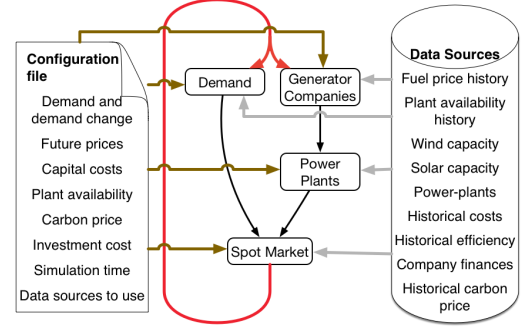 Configuration
file
Demand and
demand change
Future prices
Capital costs
Plant availability
Carbon price
Investment cost
Simulation time
Data sources to use
Demand
Generator
Companies
Power
Plants
Spot Market
Data Sources
Fuel price history
Plant availability
history
Wind capacity
Solar capacity
Power-plants
Historical costs
Historical efficiency
Company finances
Historical carbon
price